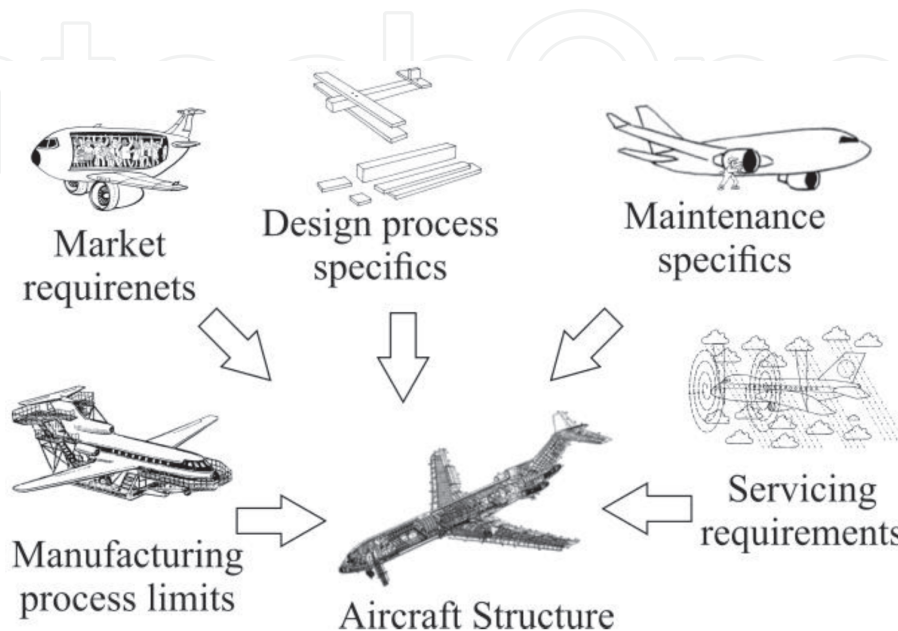 Market
requirenets
Design process
specifics
Maintenance
specifics
Manufacturing
process limits
Servicing
requirements
Aircraft Structure